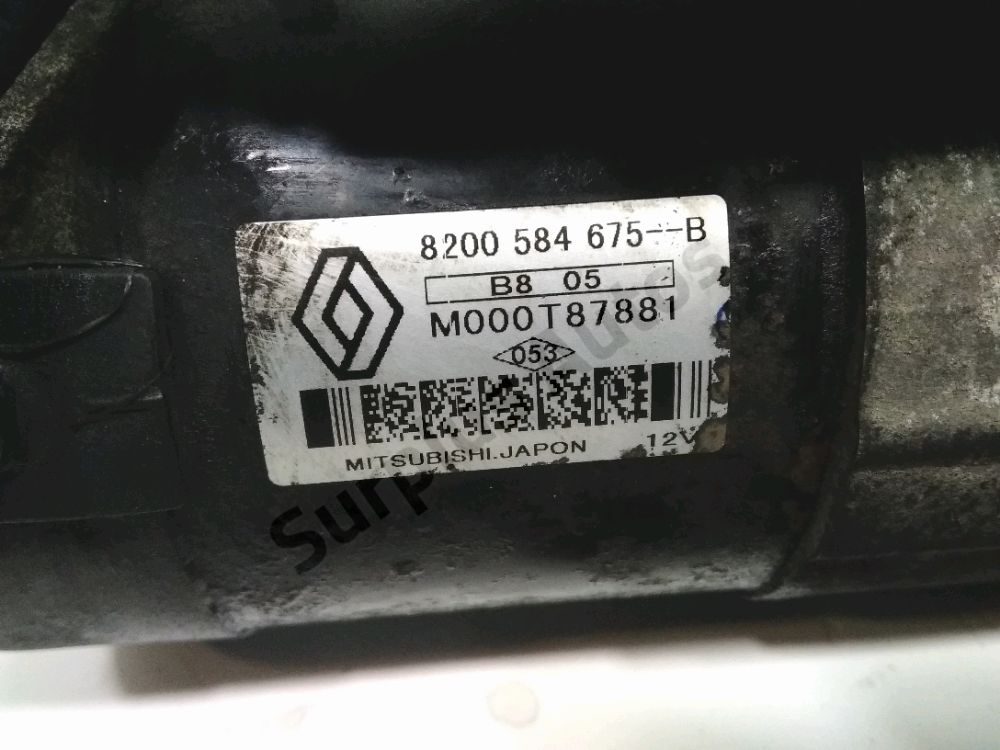 8200 584 675--B
B8 05
M000T87881
053
MITSUBISHI.JAPON 12V